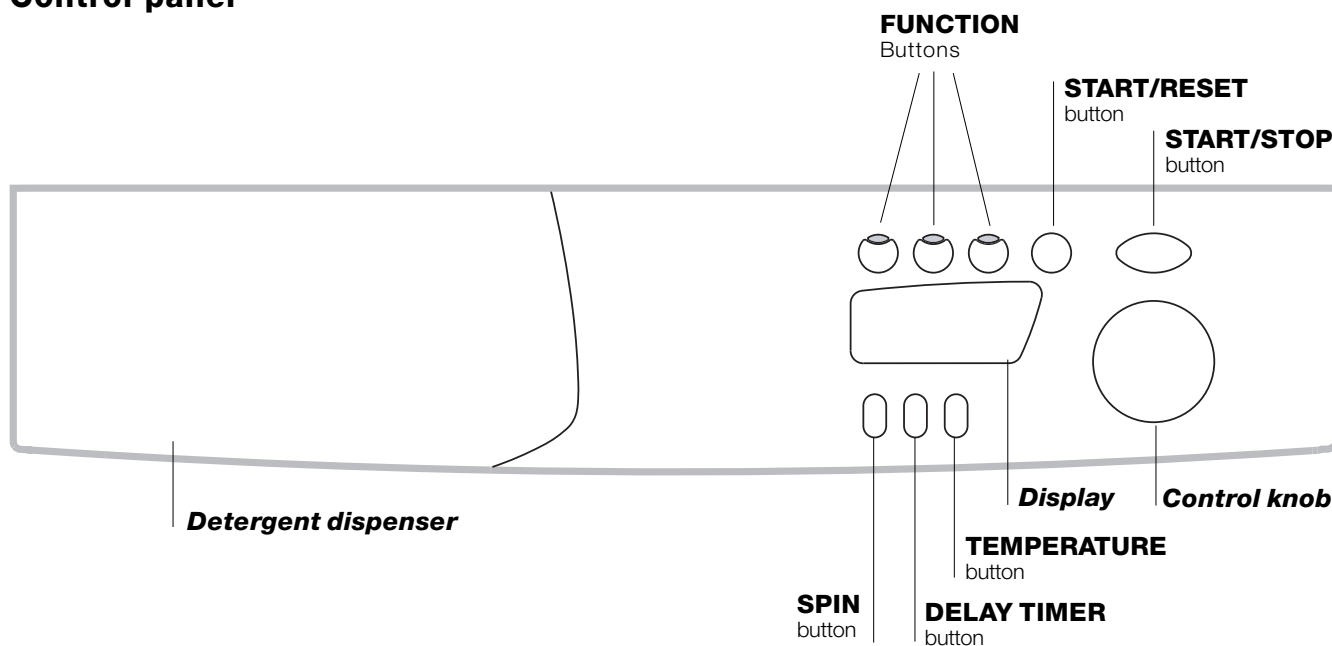 Control panel
FUNCTION
Buttons
START/RESET
button
START/STOP
button
Detergent dispenser
Display
Control knob
TEMPERATURE
button
SPIN
button
DELAY TIMER
button